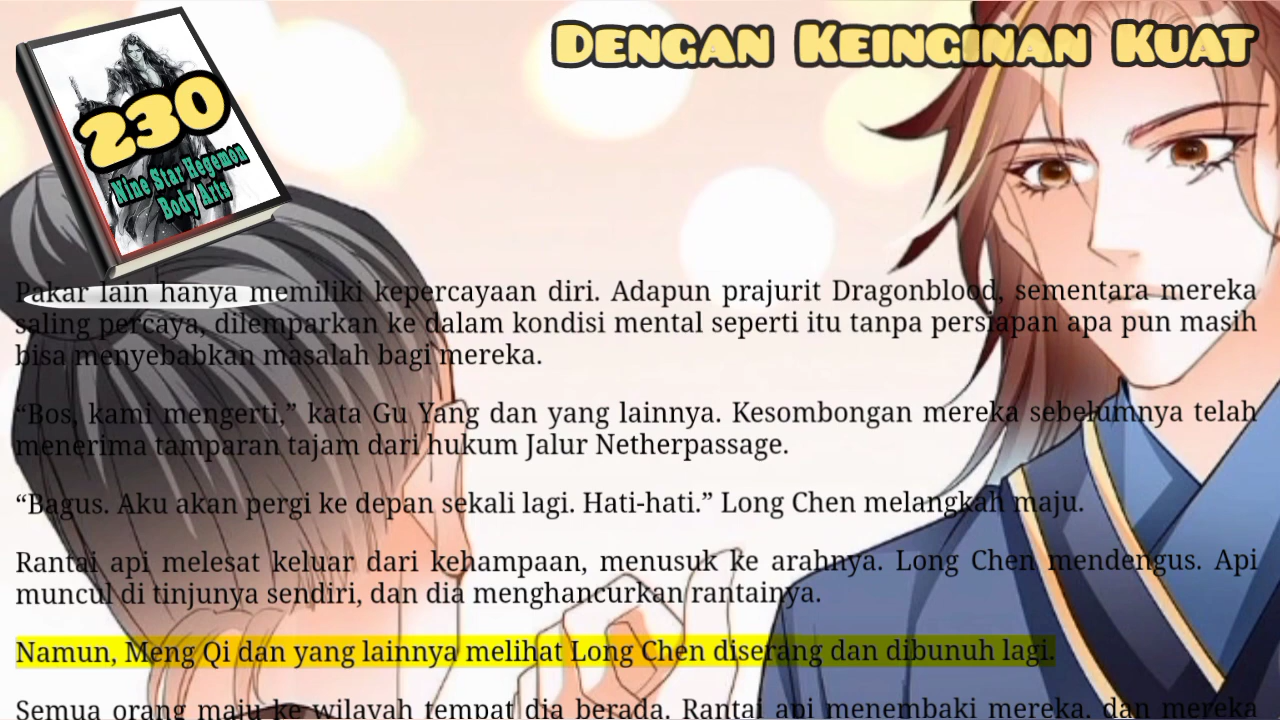 Dengan Keinginan Kuat
230
Nine Star Hegemon
Body Arts
Pakar lain hanya memiliki kepercayaan diri. Adapun prajurit Dragonblood, sementara mereka
saling percaya, dilemparkan ke dalam kondisi mental seperti itu tanpa persiapan apa pun masih
bisa menyebabkan masalah bagi mereka.
“Bos, kami mengerti,” kata Gu Yang dan yang lainnya. Kesombongan mereka sebelumnya telah
menerima tamparan tajam dari hukum Jalur Netherpassage.
“Bagus. Aku akan pergi ke depan sekali lagi. Hati-hati.” Long Chen melangkah maju.
Rantai api melesat keluar dari kehampaan, menusuk ke arahnya. Long Chen mendengus. Api
muncul di tinjunya sendiri, dan dia menghancurkan rantainya.
Namun, Meng Qi dan yang lainnya melihat Long Chen diserang dan dibunuh lagi.
Semua orang maju ke wilayah tempat dia berada. Rantai api menembaki mereka, dan mereka